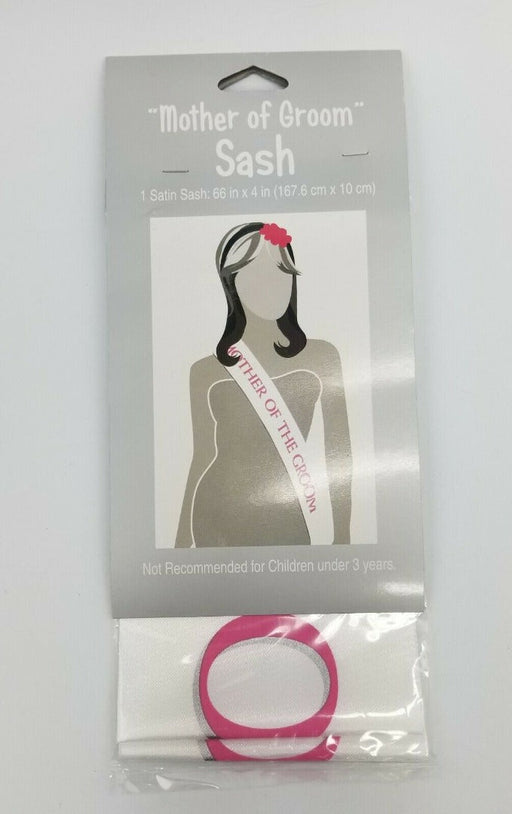 "Mother of Groom"
Sash
1 Satin Sash: 66 in x 4 in (167.6 cm x 10 cm)
MOTHER OF THE GROOM
Not Recommended for Children under 3 years.
O